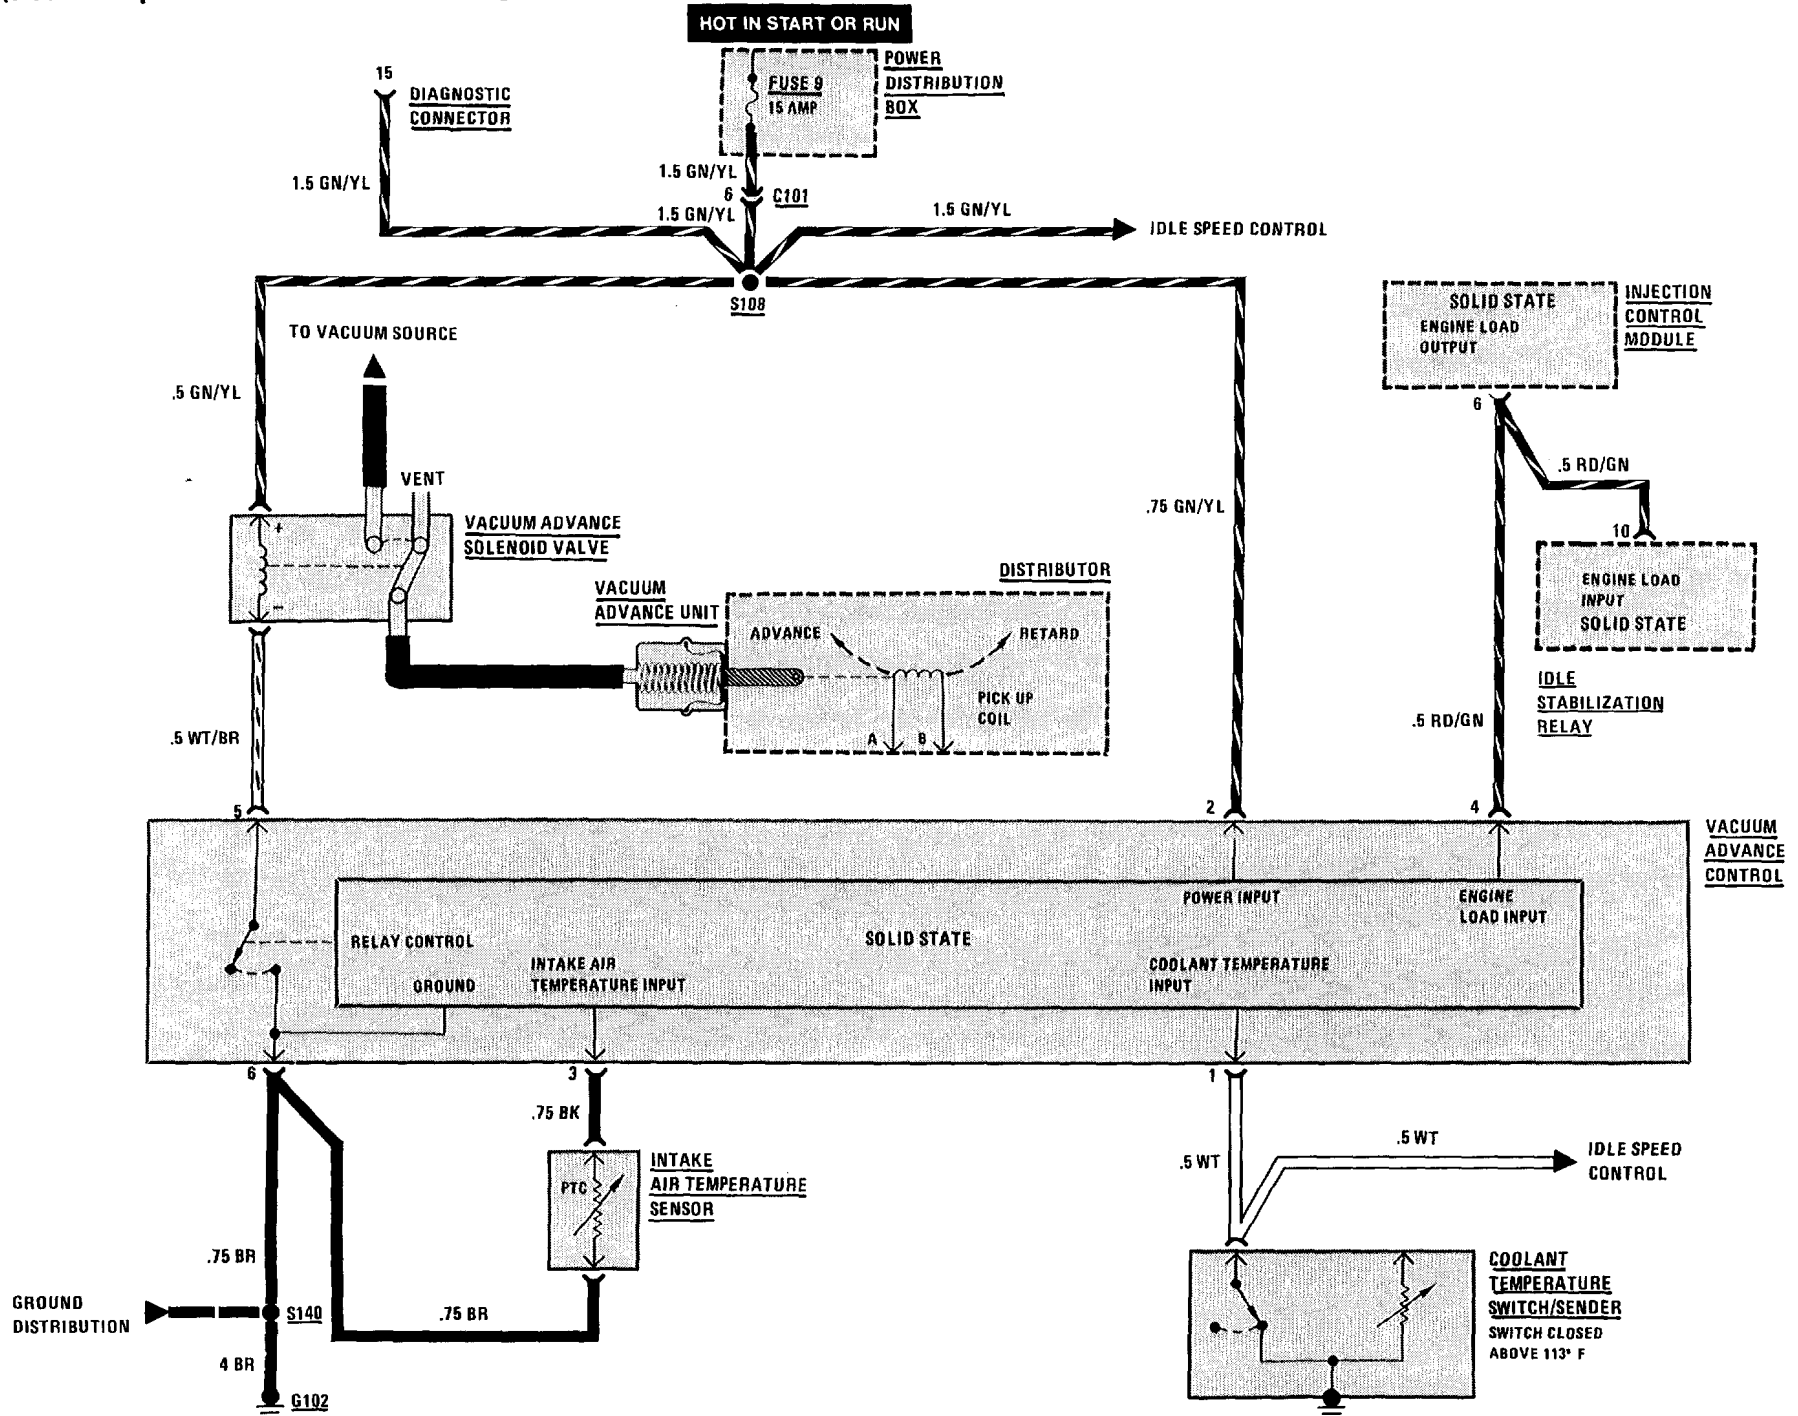 HOT IN START OR RUN
POWER
DISTRIBUTION
BOX
FUSE 9
15 AMP
15
DIAGNOSTIC
CONNECTOR
1.5 GN/YL
1.5 GN/YL
6
C101
1.5 GN/YL
1.5 GN/YL
IDLE SPEED CONTROL
S108
TO VACUUM SOURCE
.5 GN/YL
VENT
VACUUM ADVANCE
SOLENOID VALVE
+
-
.75 GN/YL
SOLID STATE
ENGINE LOAD
OUTPUT
INJECTION
CONTROL
MODULE
6
.5 RD/GN
10
ENGINE LOAD
INPUT
SOLID STATE
IDLE
STABILIZATION
RELAY
.5 RD/GN
VACUUM
ADVANCE UNIT
DISTRIBUTOR
ADVANCE
RETARD
PICK UP
COIL
A
B
.5 WT/BR
5
2
4
VACUUM
ADVANCE
CONTROL
POWER INPUT
ENGINE
LOAD INPUT
RELAY CONTROL
SOLID STATE
GROUND
INTAKE AIR
TEMPERATURE INPUT
COOLANT TEMPERATURE
INPUT
6
3
1
.75 BK
PTC
INTAKE
AIR TEMPERATURE
SENSOR
.5 WT
.5 WT
IDLE SPEED
CONTROL
.75 BR
GROUND
DISTRIBUTION
S140
.75 BR
4 BR
G102
COOLANT
TEMPERATURE
SWITCH/SENDER
SWITCH CLOSED
ABOVE 113° F